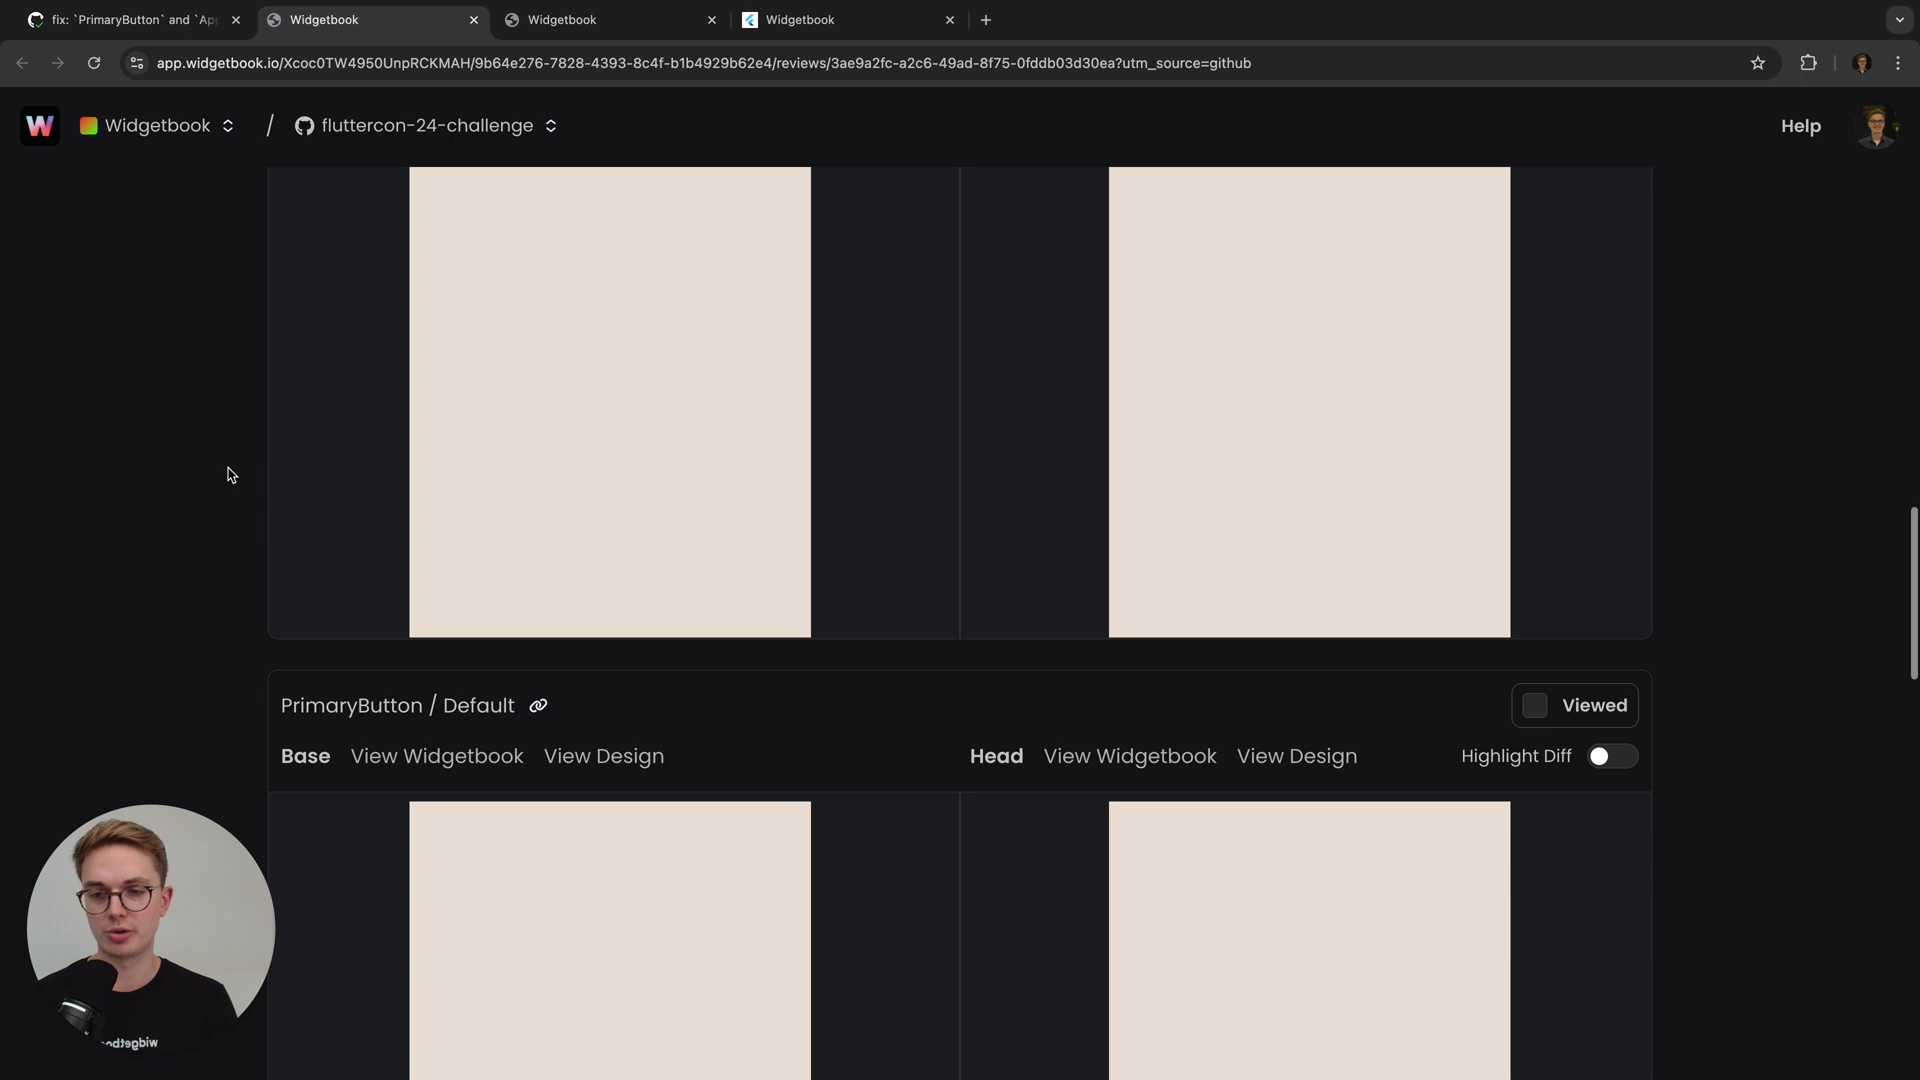 fix: `PrimaryButton` and `App
Widgetbook
Widgetbook
Widgetbook
app.widgetbook.io/Xcoc0TW4950UnpRCKMAH/9b64e276-7828-4393-8c4f-b1b4929b62e4/reviews/3ae9a2fc-a2c6-49ad-8f75-0fddb03d30ea?utm_source=github
W Widgetbook / fluttercon-24-challenge Help
PrimaryButton / Default Viewed
Base View Widgetbook View Design Head View Widgetbook View Design Highlight Diff
widgetboo